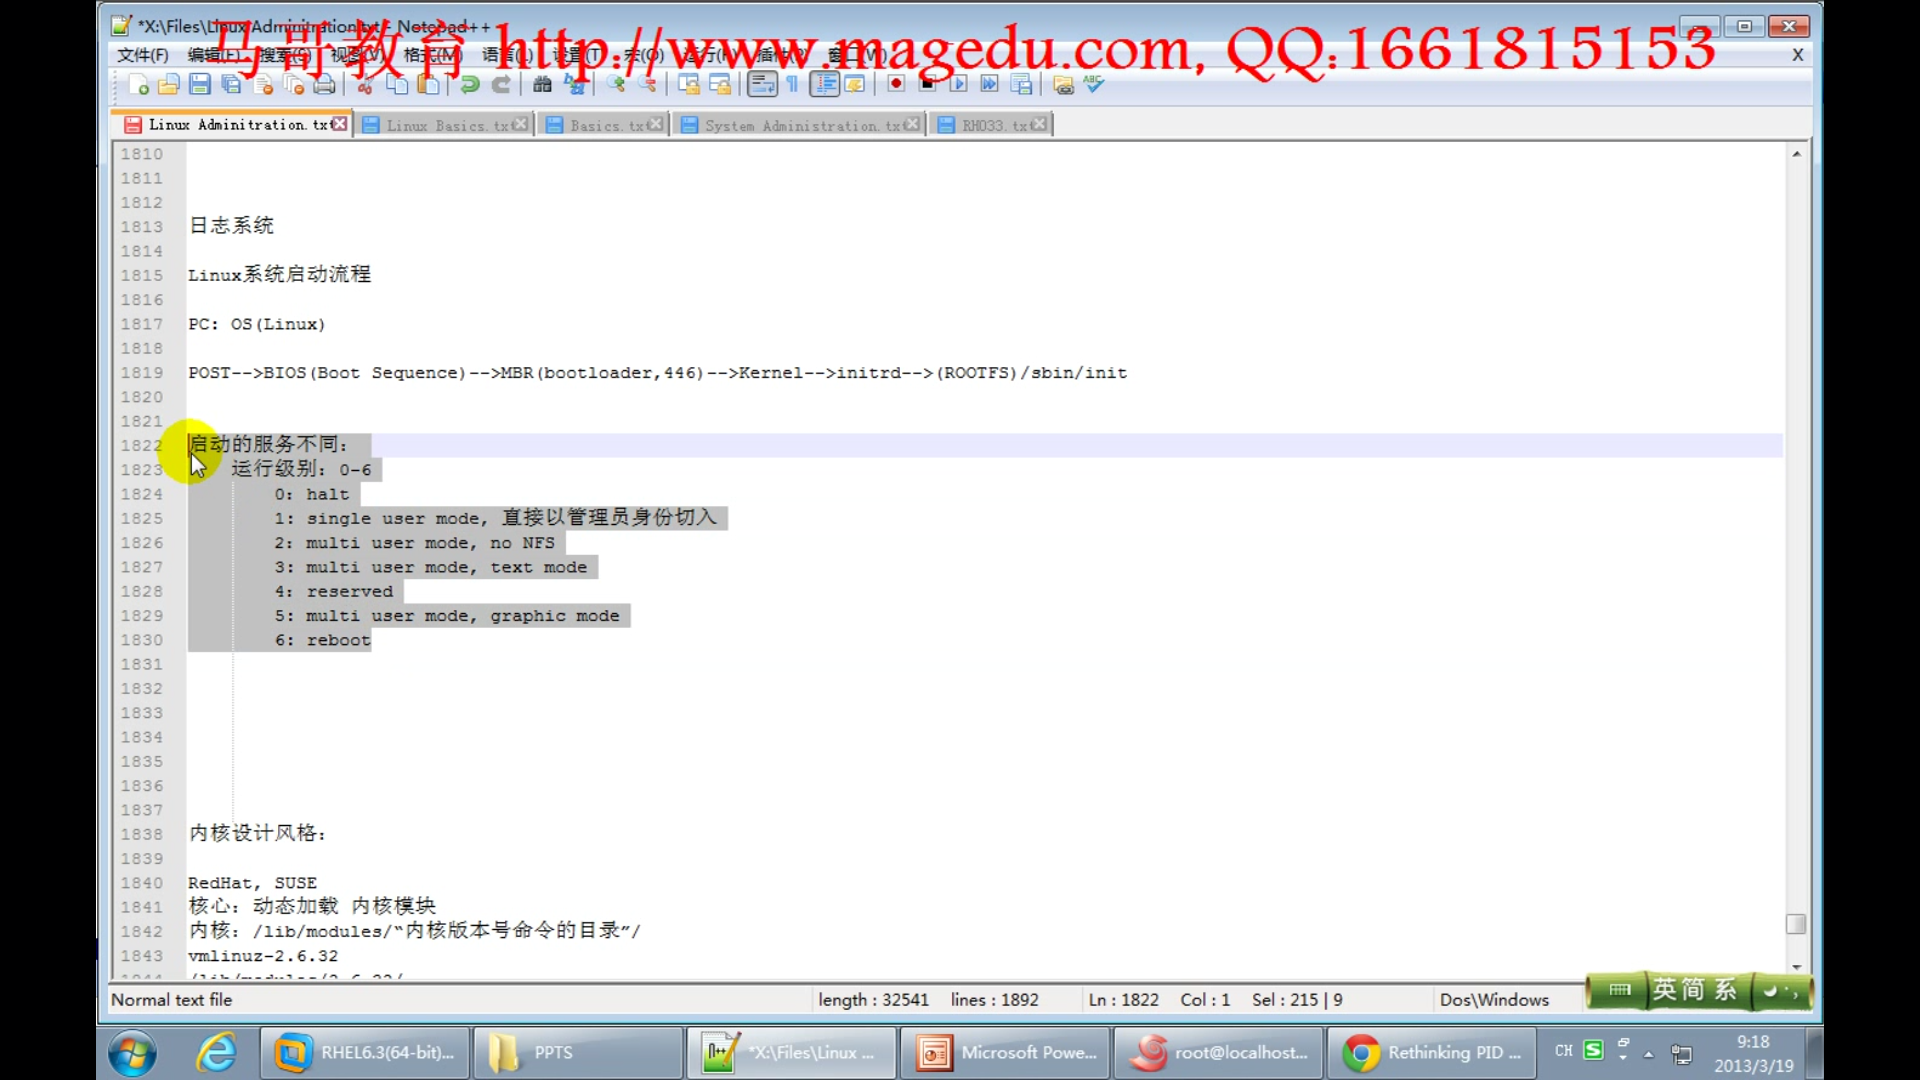 *X:\Files\Linux Adminitration.txt - Notepad++
马哥教育 http://www.magedu.com, QQ:1661815153
文件(F) 编辑(E) 搜索(S) 视图(V) 格式(M) 语言(L) 设置(T) 宏(O) 运行(R) 插件(P) 窗口(W) X
Linux Adminitration.txt Linux Basics.txt Basics.txt System Administration.txt RH033.txt
1810
1811
1812
1813 日志系统
1814
1815 Linux系统启动流程
1816
1817 PC: OS(Linux)
1818
1819 POST-->BIOS(Boot Sequence)-->MBR(bootloader,446)-->Kernel-->initrd-->(ROOTFS)/sbin/init
1820
1821
1822 启动的服务不同:
1823 运行级别: 0-6
1824 0: halt
1825 1: single user mode, 直接以管理员身份切入
1826 2: multi user mode, no NFS
1827 3: multi user mode, text mode
1828 4: reserved
1829 5: multi user mode, graphic mode
1830 6: reboot
1831
1832
1833
1834
1835
1836
1837
1838 内核设计风格:
1839
1840 RedHat, SUSE
1841 核心: 动态加载 内核模块
1842 内核: /lib/modules/“内核版本号命令的目录”/
1843 vmlinuz-2.6.32
1844 /lib/modules/2.6.32/
Normal text file length : 32541 lines : 1892 Ln : 1822 Col : 1 Sel : 215 | 9 Dos\Windows
英简系
RHEL6.3(64-bit)... PPTS *X:\Files\Linux ... Microsoft Powe... root@localhost... Rethinking PID ... CH 9:18
2013/3/19